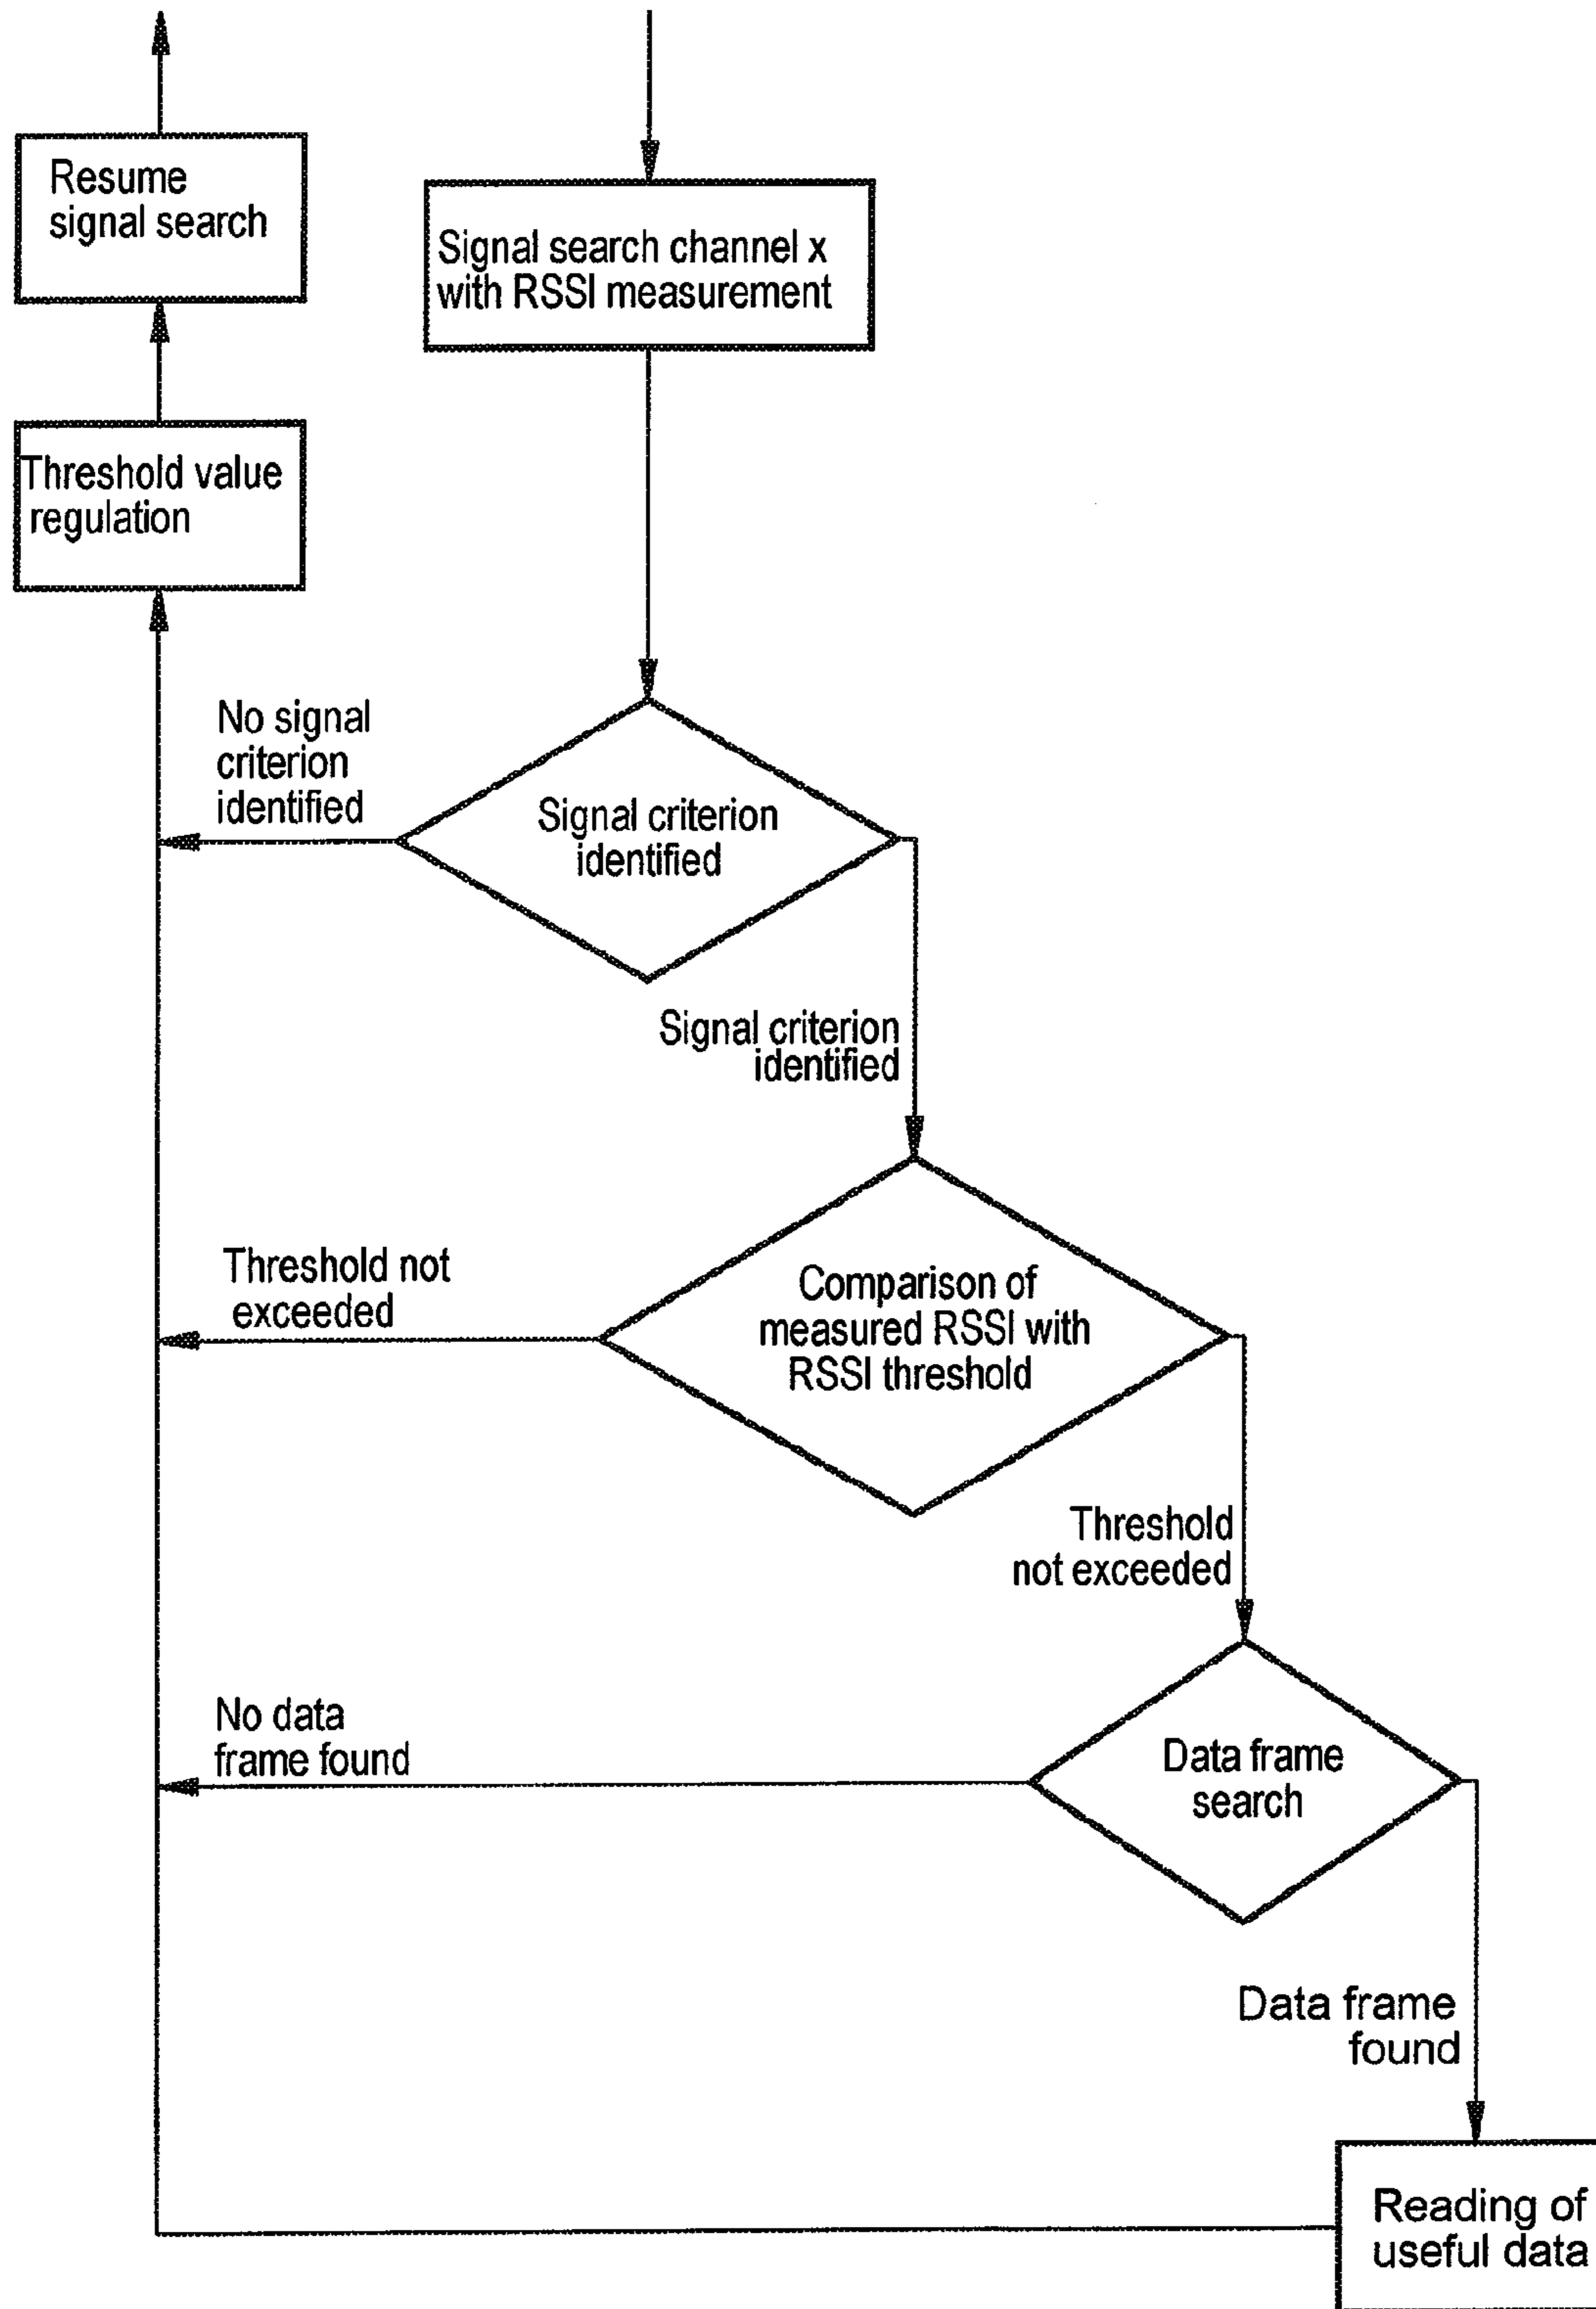 Resume
signal search
Signal search channel x
with RSSI measurement
Threshold value
regulation
No signal
criterion
identified
Signal criterion
identified
Signal criterion
identified
Threshold not
exceeded
Comparison of
measured RSSI with
RSSI threshold
Threshold
not exceeded
No data
frame found
Data frame
search
Data frame
found
Reading of
useful data